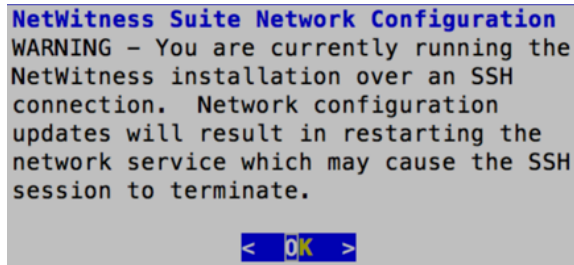 NetWitness Suite Network Configuration
WARNING – You are currently running the
NetWitness installation over an SSH
connection.  Network configuration
updates will result in restarting the
network service which may cause the SSH
session to terminate.
<  OK  >